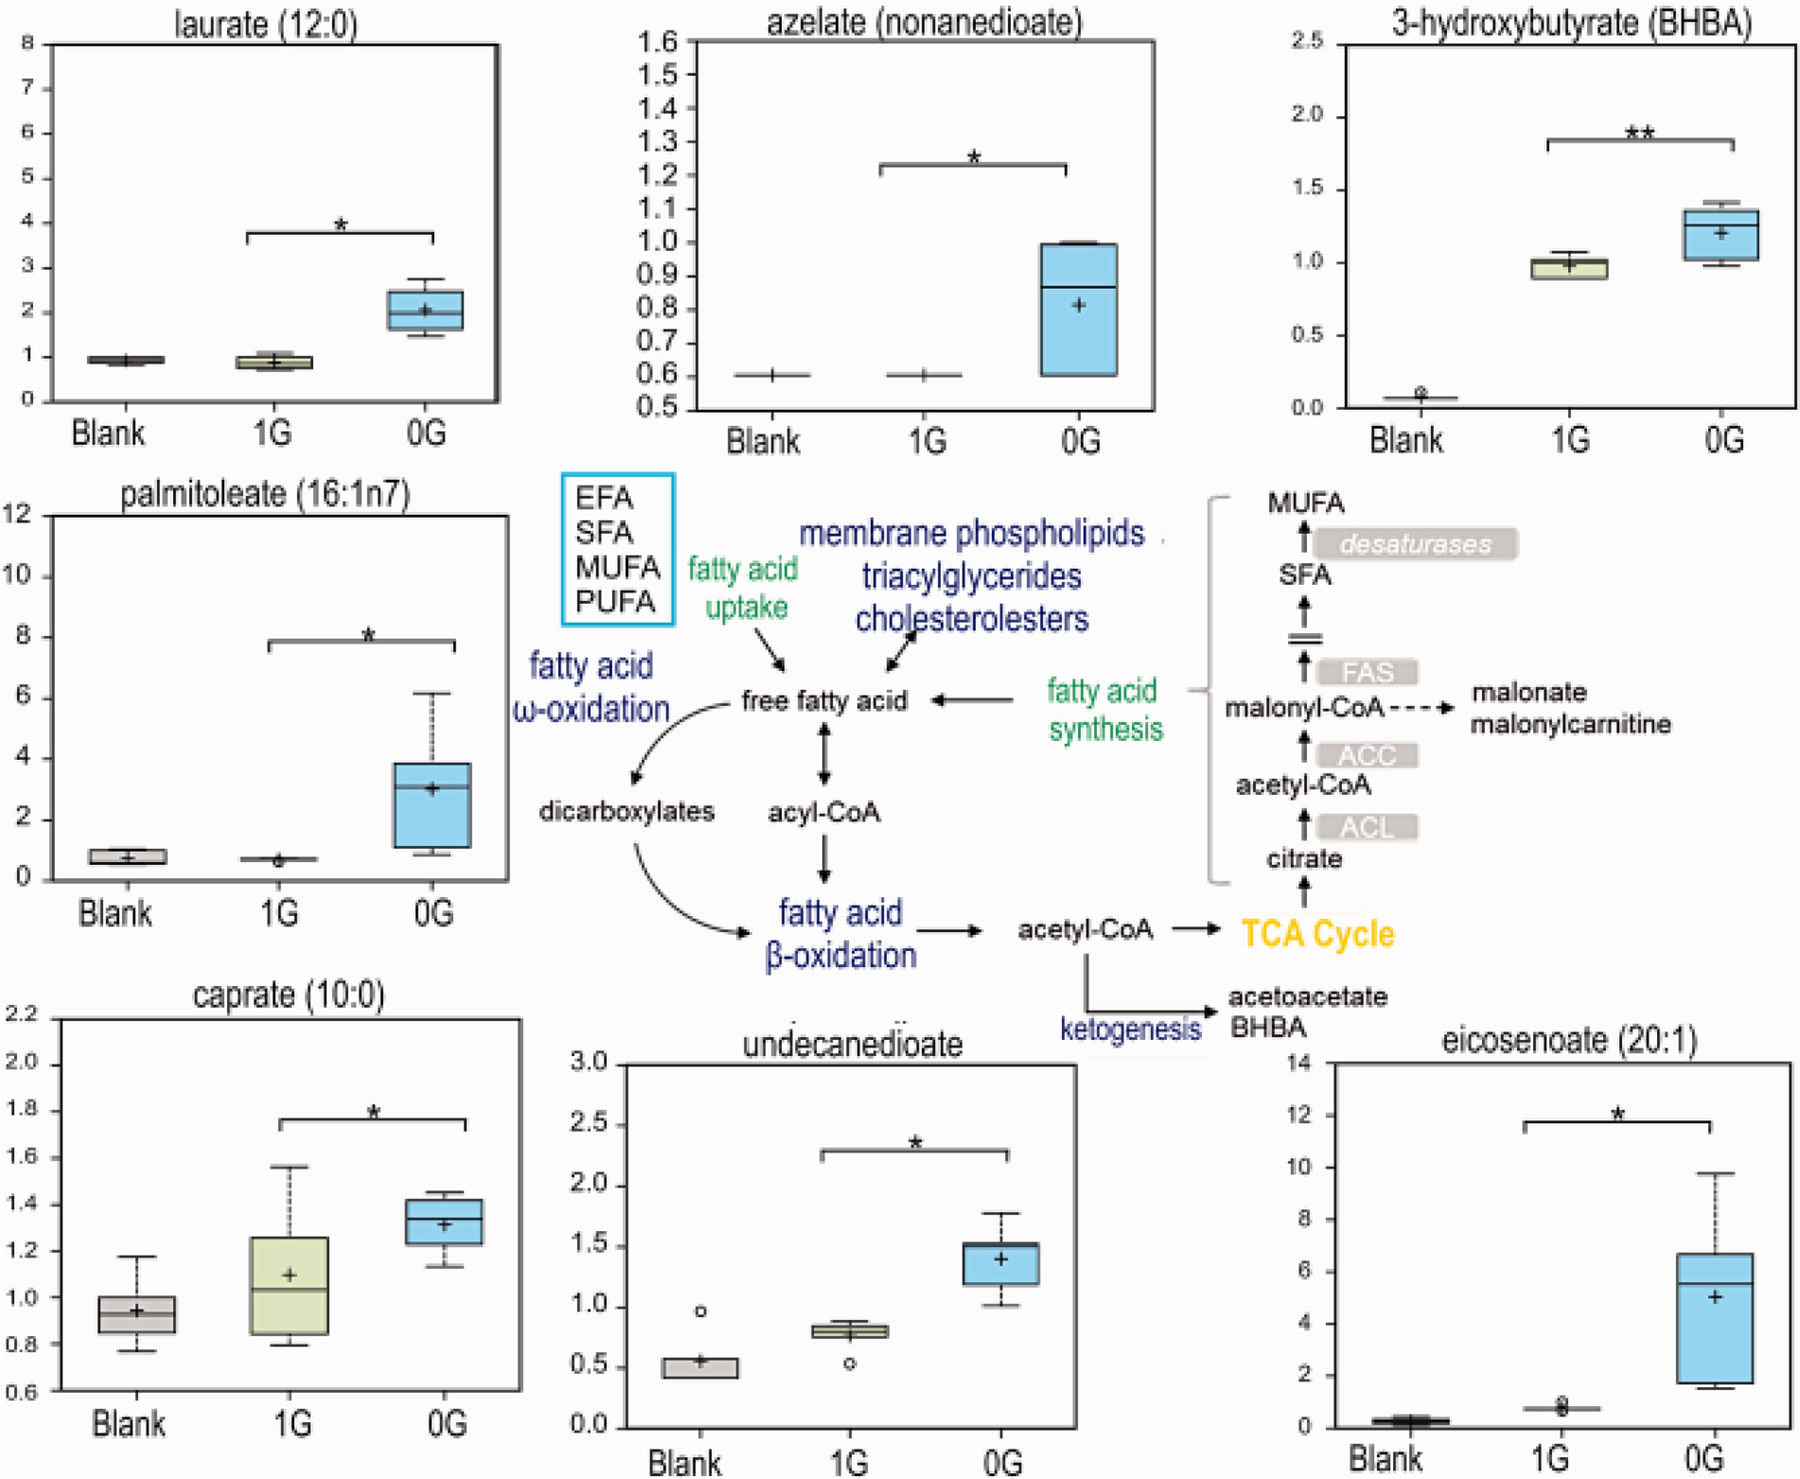 laurate (12:0)
8
7
6
5
4
3
2
1
0
*
Blank 1G 0G
azelate (nonanedioate)
1.6
1.5
1.4
1.3
1.2
1.1
1.0
0.9
0.8
0.7
0.6
0.5
*
Blank 1G 0G
3-hydroxybutyrate (BHBA)
2.5
2.0
1.5
1.0
0.5
0.0
**
Blank 1G 0G
palmitoleate (16:1n7)
12
10
8
6
4
2
0
*
Blank 1G 0G
EFA
SFA
MUFA
PUFA
fatty acid
uptake
membrane phospholipids
triacylglycerides
cholesterolesters
fatty acid
ω-oxidation
free fatty acid
fatty acid
synthesis
dicarboxylates
acyl-CoA
fatty acid
β-oxidation
acetyl-CoA
TCA Cycle
ketogenesis
acetoacetate
BHBA
MUFA
desaturases
SFA
FAS
malonyl-CoA
malonate
malonylcarnitine
ACC
acetyl-CoA
ACL
citrate
caprate (10:0)
2.2
2.0
1.8
1.6
1.4
1.2
1.0
0.8
0.6
*
Blank 1G 0G
undecanedioate
3.0
2.5
2.0
1.5
1.0
0.5
0.0
*
Blank 1G 0G
eicosenoate (20:1)
14
12
10
8
6
4
2
0
*
Blank 1G 0G